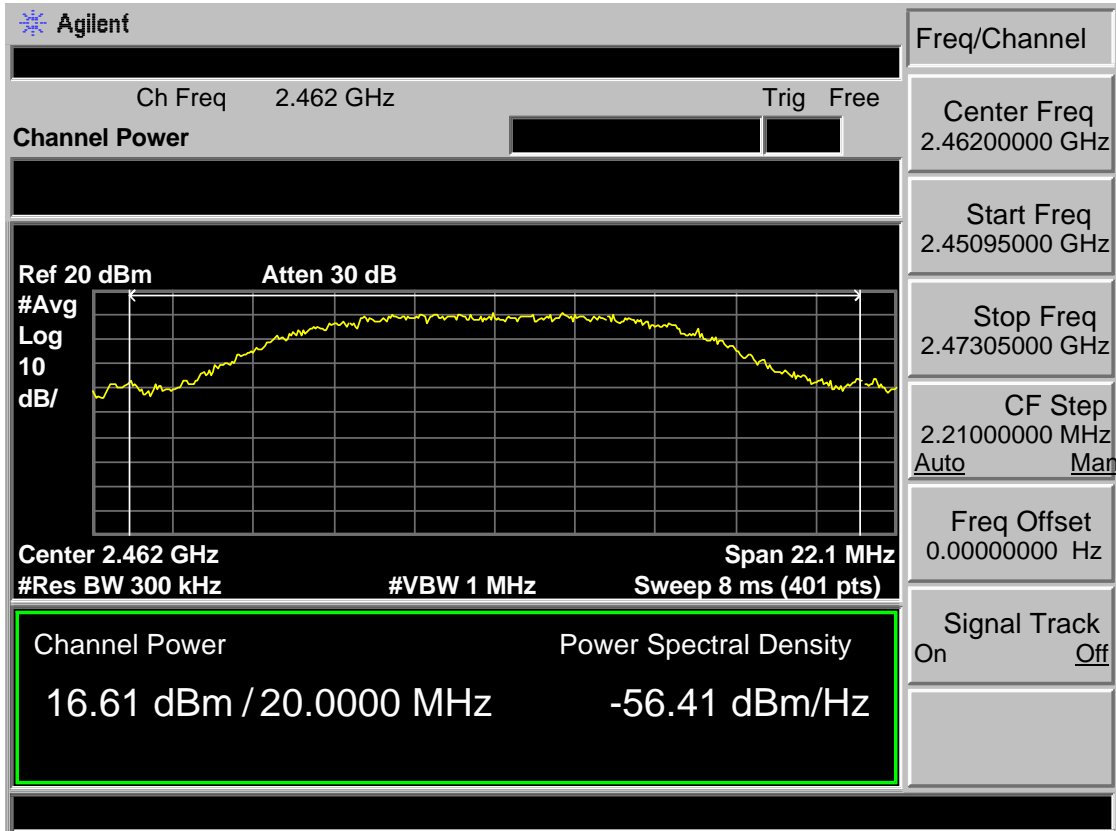 Agilent
Freq/Channel
Ch Freq 2.462 GHz Trig Free
Channel Power
Center Freq
2.46200000 GHz
Start Freq
2.45095000 GHz
Stop Freq
2.47305000 GHz
CF Step
2.21000000 MHz
Auto Man
Freq Offset
0.00000000 Hz
Signal Track
On Off
Ref 20 dBm Atten 30 dB
#Avg
Log
10
dB/
Center 2.462 GHz Span 22.1 MHz
#Res BW 300 kHz #VBW 1 MHz Sweep 8 ms (401 pts)
Channel Power Power Spectral Density
16.61 dBm / 20.0000 MHz -56.41 dBm/Hz